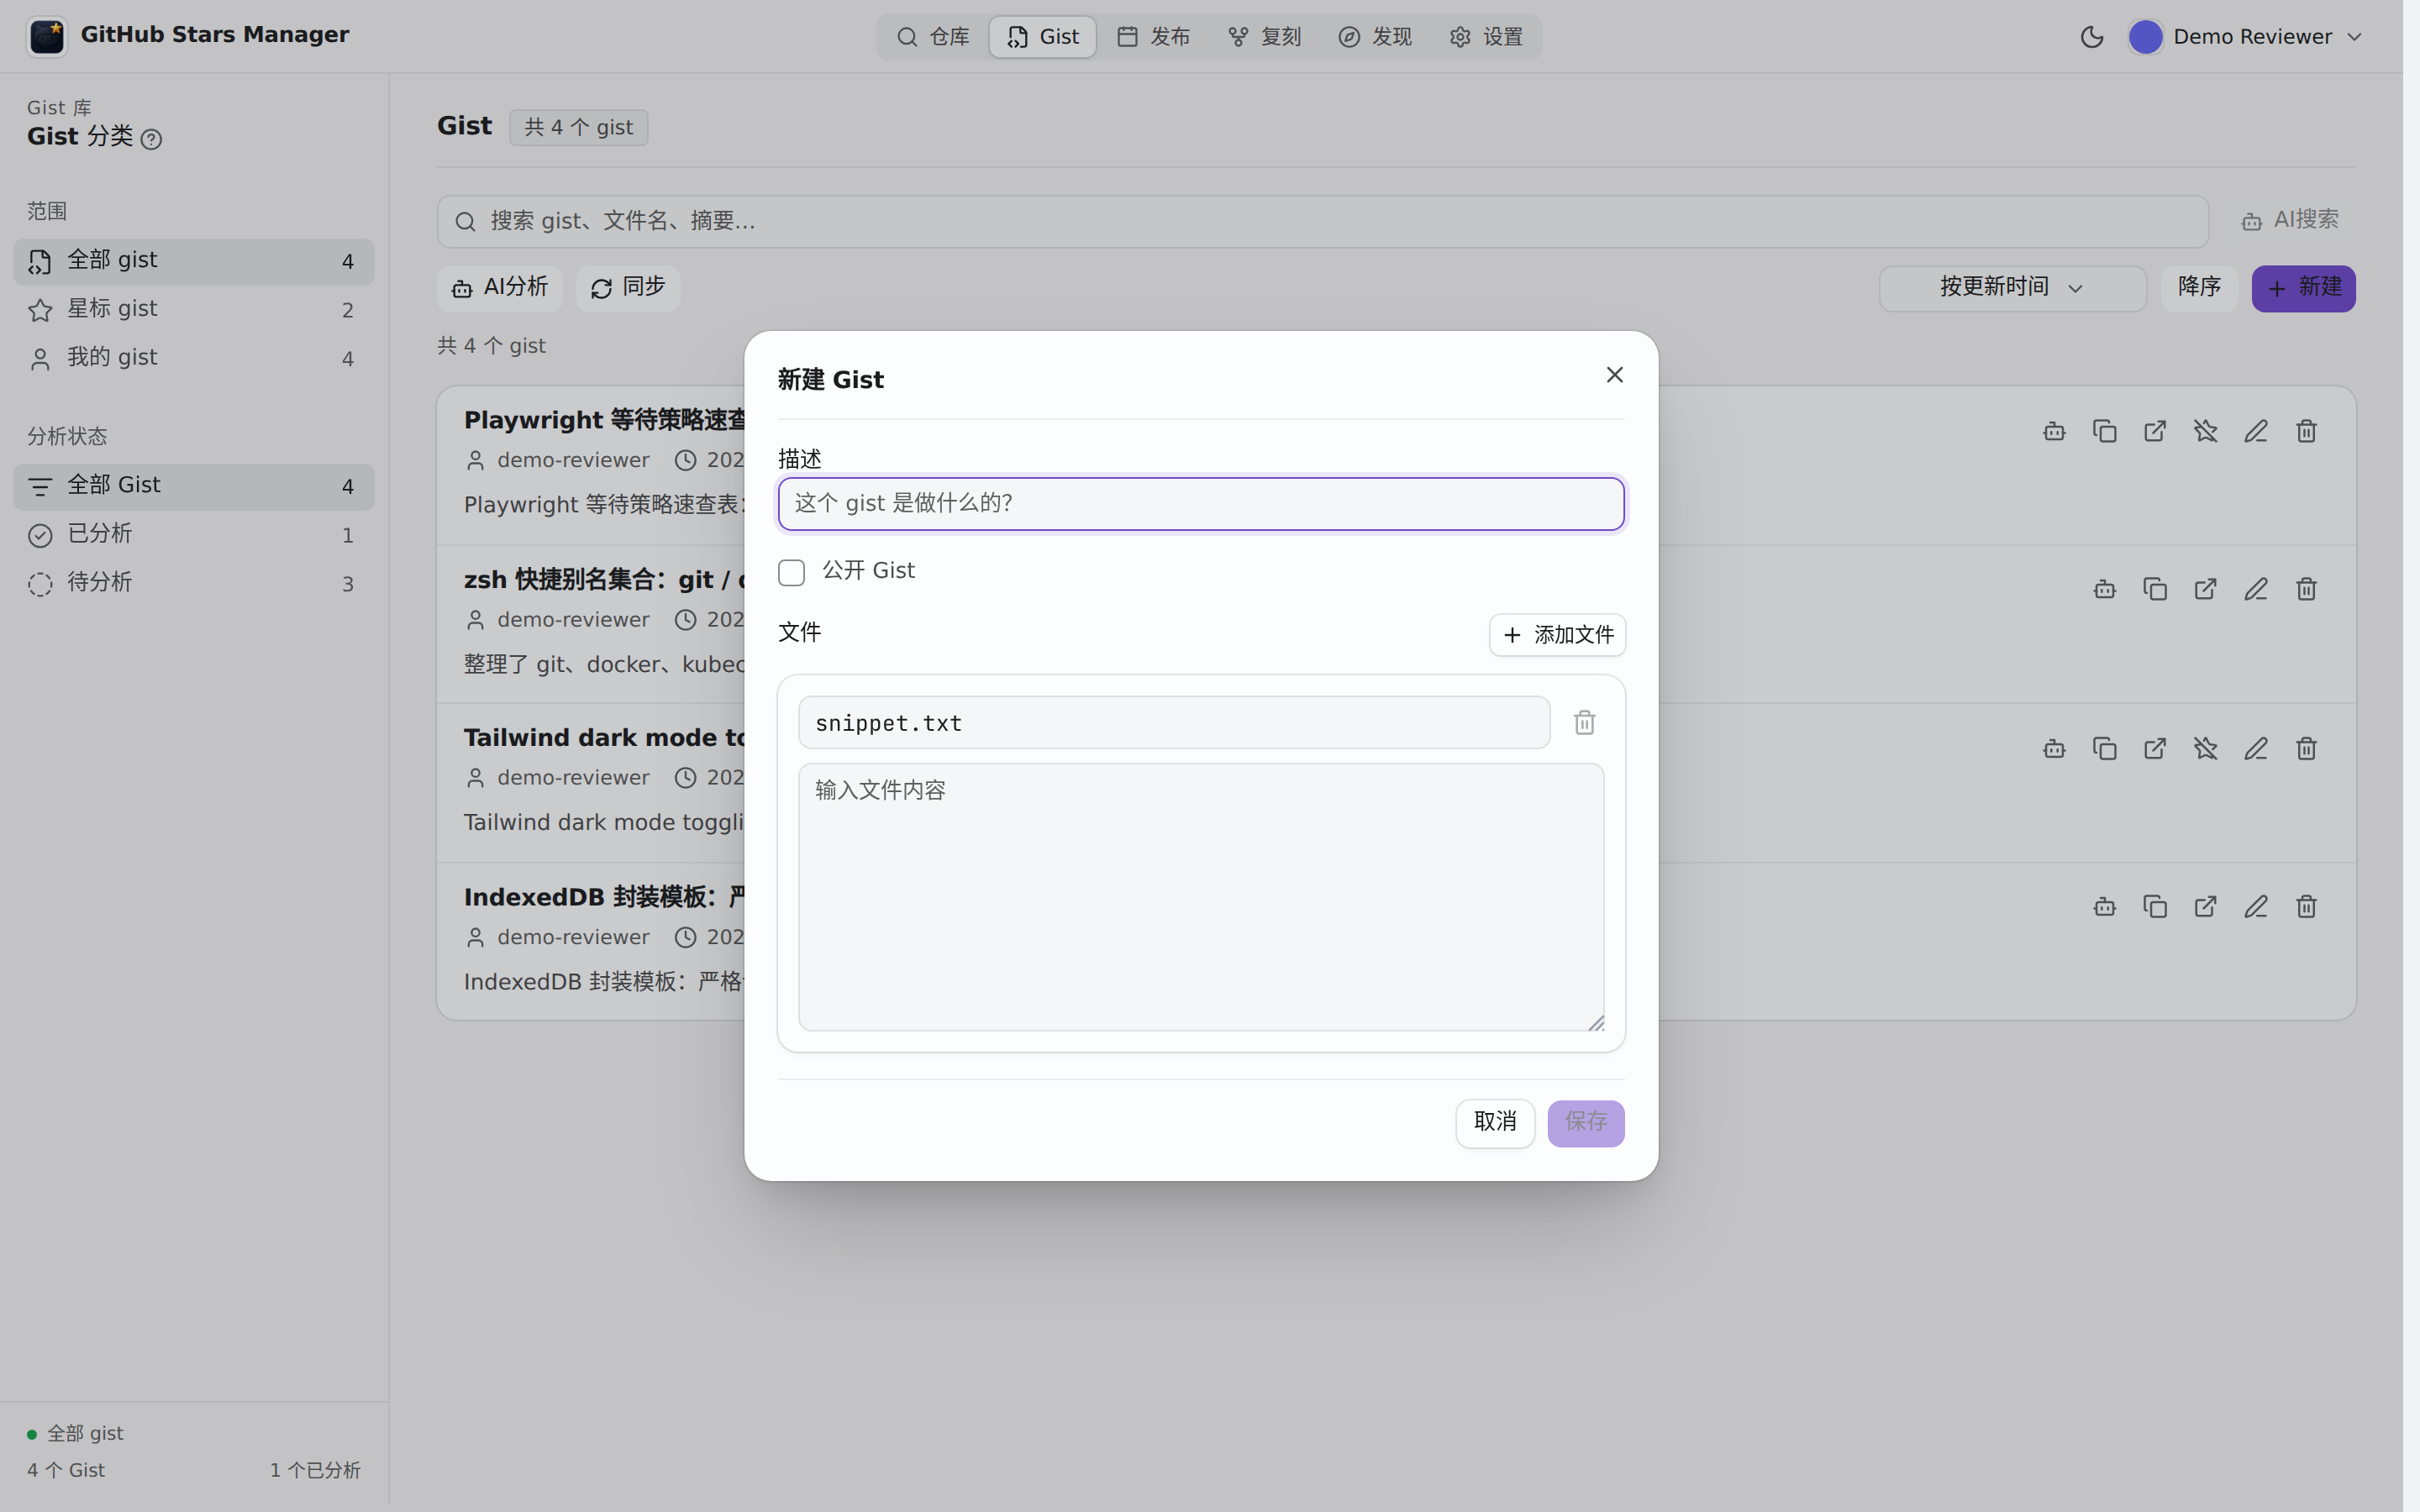 GitHub Stars Manager
仓库
Gist
发布
复刻
发现
设置
Demo Reviewer
Gist 库
Gist 分类
范围
全部 gist 4
星标 gist 2
我的 gist 4
分析状态
全部 Gist 4
已分析 1
待分析 3
全部 gist
4 个 Gist 1 个已分析
Gist 共 4 个 gist
搜索 gist、文件名、摘要...
AI搜索
AI分析 同步
按更新时间 降序 新建
共 4 个 gist
Playwright 等待策略速查
demo-reviewer 202
Playwright 等待策略速查表:
zsh 快捷别名集合：git /
demo-reviewer 202
整理了 git、docker、kubec
Tailwind dark mode to
demo-reviewer 202
Tailwind dark mode toggli
IndexedDB 封装模板：严
demo-reviewer 202
IndexedDB 封装模板：严格
新建 Gist
描述
这个 gist 是做什么的?
公开 Gist
文件 添加文件
snippet.txt
输入文件内容
取消 保存